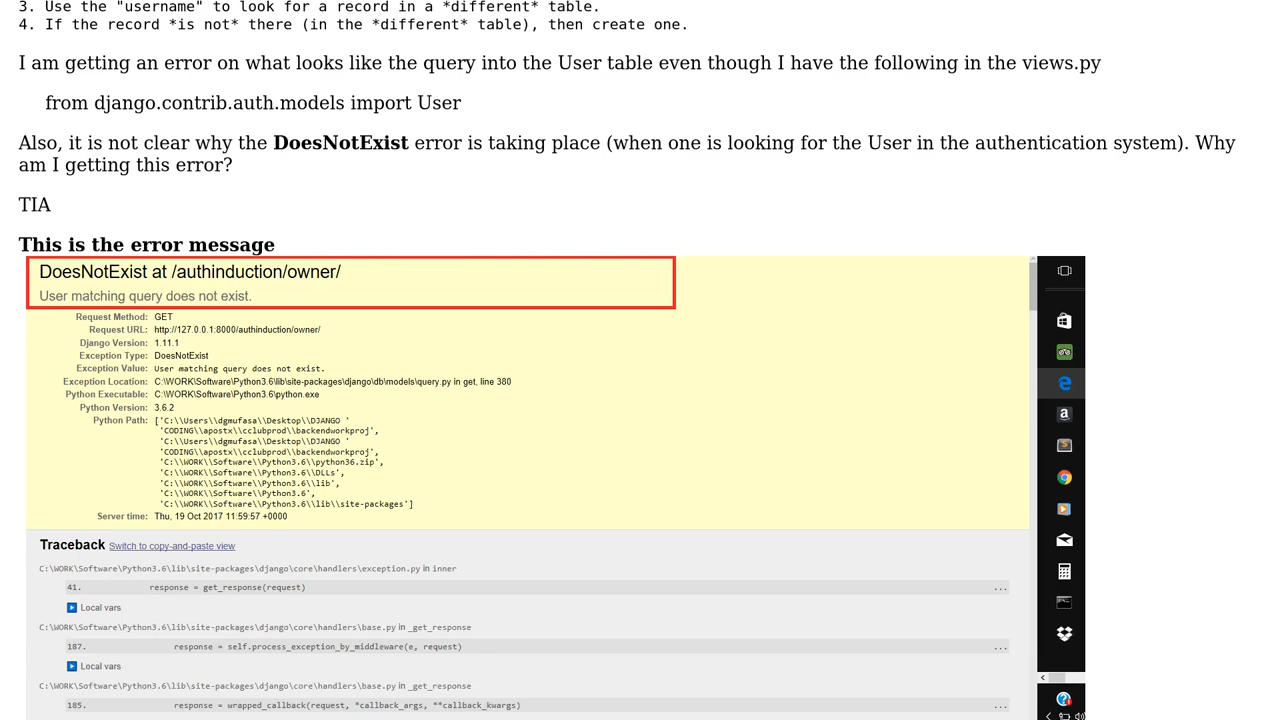 3. Use the "username" to look for a record in a *different* table.
4. If the record *is not* there (in the *different* table), then create one.
I am getting an error on what looks like the query into the User table even though I have the following in the views.py
from django.contrib.auth.models import User
Also, it is not clear why the DoesNotExist error is taking place (when one is looking for the User in the authentication system). Why
am I getting this error?
TIA
This is the error message
DoesNotExist at /authinduction/owner/
User matching query does not exist.
Request Method: GET
Request URL: http://127.0.0.1:8000/authinduction/owner/
Django Version: 1.11.1
Exception Type: DoesNotExist
Exception Value: User matching query does not exist.
Exception Location: C:\WORK\Software\Python3.6\lib\site-packages\django\db\models\query.py in get, line 380
Python Executable: C:\WORK\Software\Python3.6\python.exe
Python Version: 3.6.2
Python Path: ['C:\\Users\\dgmufasa\\Desktop\\DJANGO '
'CODING\\apostx\\cclubprod\\backendworkproj',
'C:\\Users\\dgmufasa\\Desktop\\DJANGO '
'CODING\\apostx\\cclubprod\\backendworkproj',
'C:\\WORK\\Software\\Python3.6\\python36.zip',
'C:\\WORK\\Software\\Python3.6\\DLLs',
'C:\\WORK\\Software\\Python3.6\\lib',
'C:\\WORK\\Software\\Python3.6',
'C:\\WORK\\Software\\Python3.6\\lib\\site-packages']
Server time: Thu, 19 Oct 2017 11:59:57 +0000
Traceback Switch to copy-and-paste view
C:\WORK\Software\Python3.6\lib\site-packages\django\core\handlers\exception.py in inner
41. response = get_response(request) ...
Local vars
C:\WORK\Software\Python3.6\lib\site-packages\django\core\handlers\base.py in _get_response
187. response = self.process_exception_by_middleware(e, request) ...
Local vars
C:\WORK\Software\Python3.6\lib\site-packages\django\core\handlers\base.py in _get_response
185. response = wrapped_callback(request, *callback_args, **callback_kwargs) ...